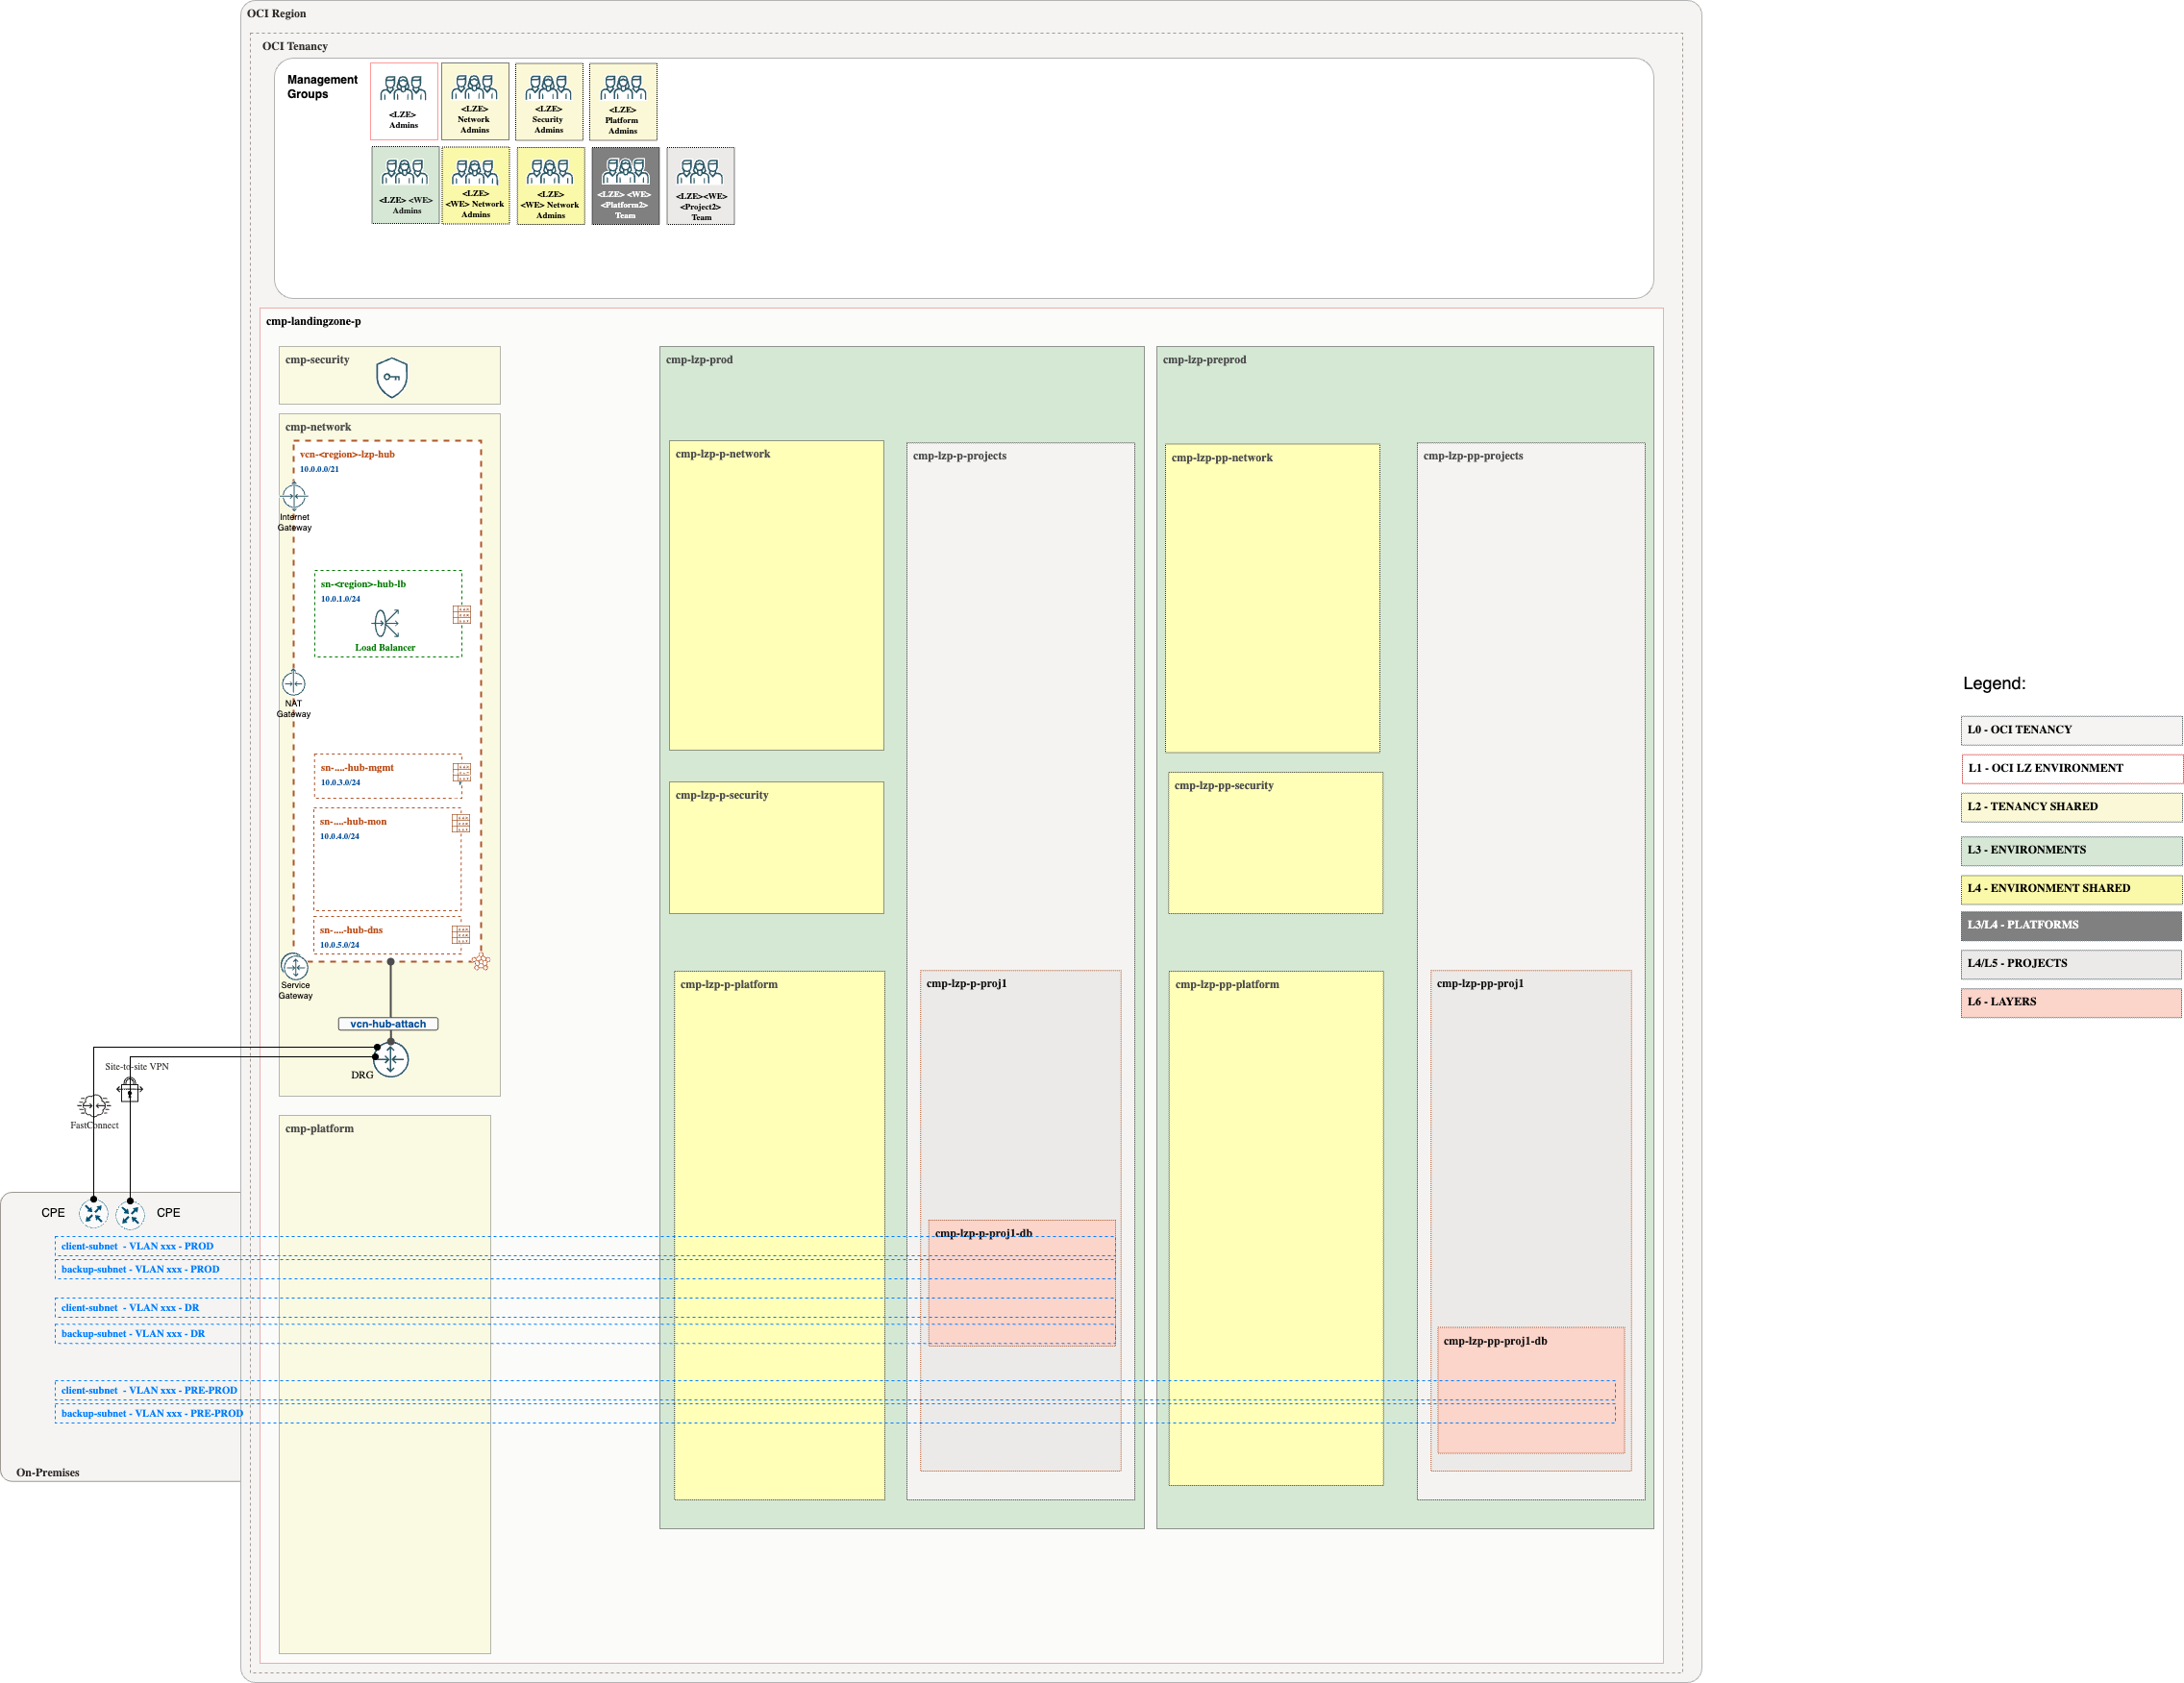 OCI Region
OCI Tenancy
Management
Groups
<LZE>
Admins
<LZE>
Network
Admins
<LZE>
Security
Admins
<LZE>
Platform
Admins
<LZE> <WE>
Admins
<LZE>
<WE> Network
Admins
<LZE>
<WE> Network
Admins
<LZE> <WE>
<Platform2>
Team
<LZE><WE>
<Project2>
Team
cmp-landingzone-p
cmp-security
cmp-network
vcn-<region>-lzp-hub
10.0.0.0/21
Internet
Gateway
sn-<region>-hub-lb
10.0.1.0/24
Load Balancer
NAT
Gateway
sn-....-hub-mgmt
10.0.3.0/24
sn-....-hub-mon
10.0.4.0/24
sn-....-hub-dns
10.0.5.0/24
Service
Gateway
vcn-hub-attach
DRG
Site-to-site VPN
FastConnect
cmp-platform
CPE
CPE
client-subnet - VLAN xxx - PROD
backup-subnet - VLAN xxx - PROD
client-subnet - VLAN xxx - DR
backup-subnet - VLAN xxx - DR
client-subnet - VLAN xxx - PRE-PROD
backup-subnet - VLAN xxx - PRE-PROD
On-Premises
cmp-lzp-prod
cmp-lzp-p-network
cmp-lzp-p-projects
cmp-lzp-p-security
cmp-lzp-p-platform
cmp-lzp-p-proj1
cmp-lzp-p-proj1-db
cmp-lzp-preprod
cmp-lzp-pp-network
cmp-lzp-pp-projects
cmp-lzp-pp-security
cmp-lzp-pp-platform
cmp-lzp-pp-proj1
cmp-lzp-pp-proj1-db
Legend:
L0 - OCI TENANCY
L1 - OCI LZ ENVIRONMENT
L2 - TENANCY SHARED
L3 - ENVIRONMENTS
L4 - ENVIRONMENT SHARED
L3/L4 - PLATFORMS
L4/L5 - PROJECTS
L6 - LAYERS